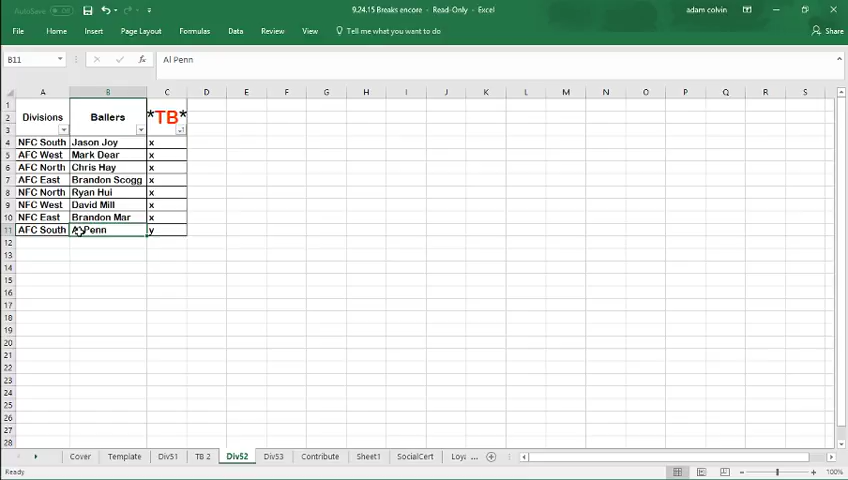 AutoSave
9.24.15 Breaks encore - Read-Only - Excel
adam colvin
File Home Insert Page Layout Formulas Data Review View Tell me what you want to do Share
B11 fx Al Penn
A B C D E F G H I J K L M N O P Q R S
1
2 Divisions Ballers *TB*
3
4 NFC South Jason Joy x
5 AFC West Mark Dear x
6 AFC North Chris Hay x
7 AFC East Brandon Scogg x
8 NFC North Ryan Hui x
9 NFC West David Mill x
10 NFC East Brandon Mar x
11 AFC South Al Penn y
12
13
14
15
16
17
18
19
20
21
22
23
24
25
26
27
28
Cover Template DivS1 TB 2 DivS2 DivS3 Contribute Sheet1 SocialCert Loy ...
Ready 100%